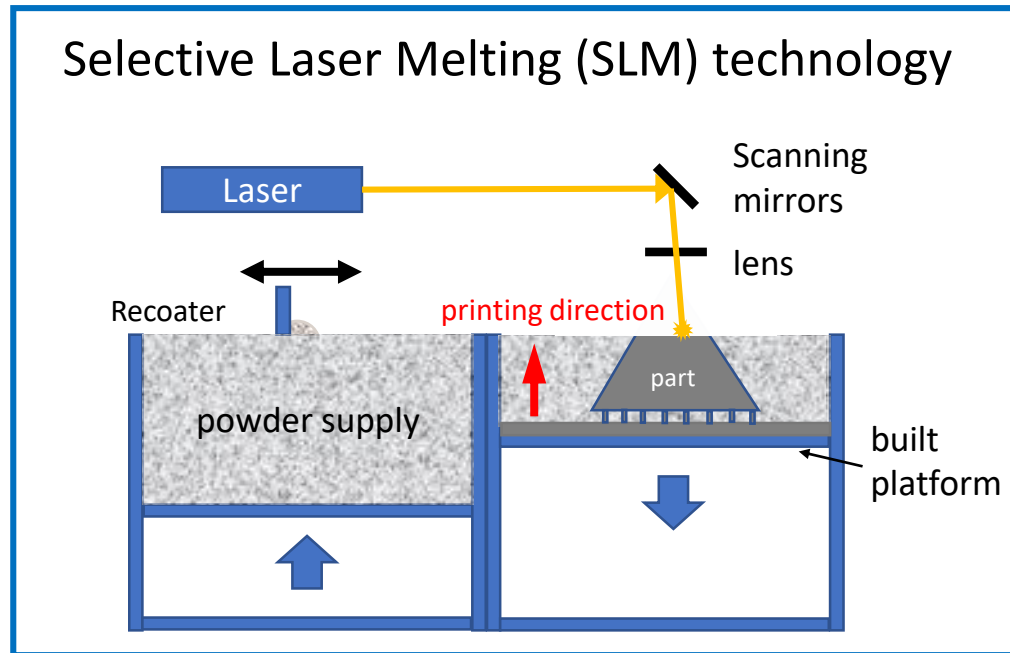 Selective Laser Melting (SLM) technology
Laser
Scanning
mirrors
lens
Recoater
printing direction
part
powder supply
built
platform